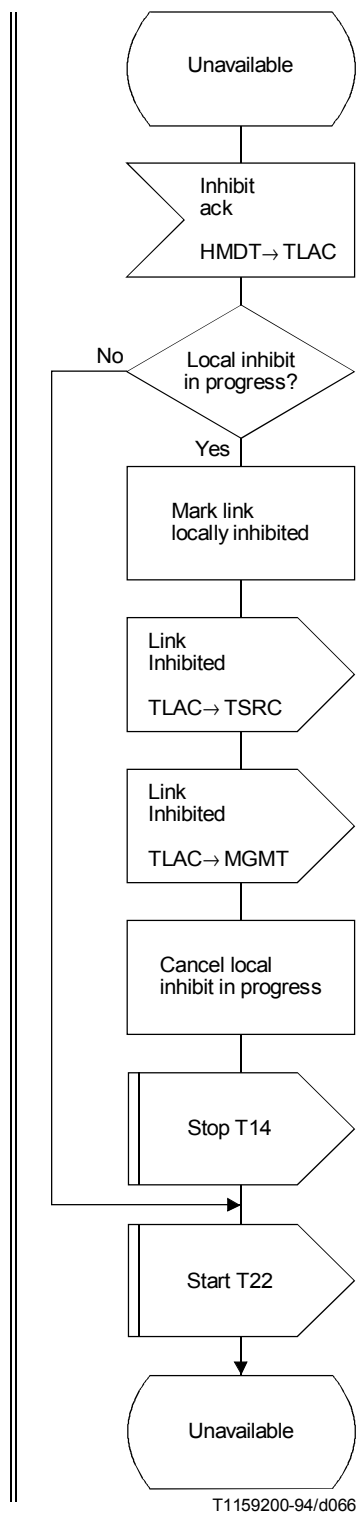 Unavailable
Inhibit
ack
HMDT→TLAC
Local inhibit
in progress?
No
Yes
Mark link
locally inhibited
Link
Inhibited
TLAC→TSRC
Link
Inhibited
TLAC→MGMT
Cancel local
inhibit in progress
Stop T14
Start T22
Unavailable
T1159200-94/d066